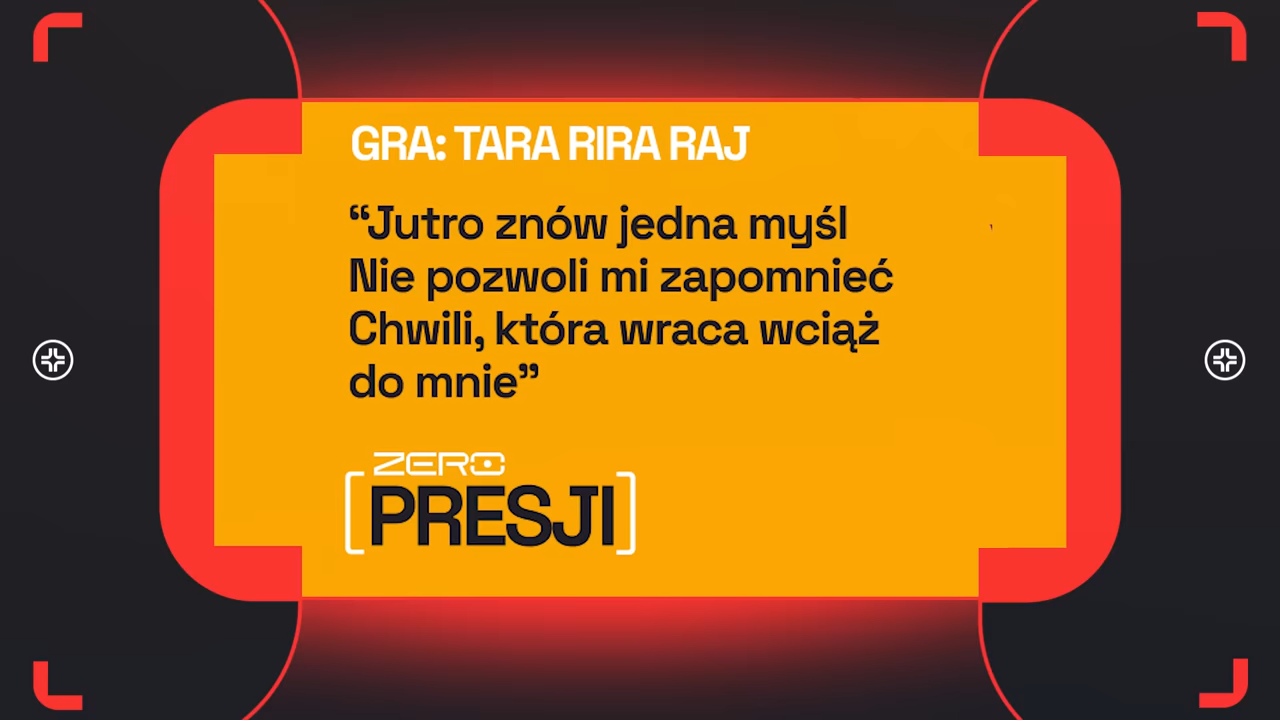 GRA: TARA RIRA RAJ
“Jutro znów jedna myśl
Nie pozwoli mi zapomnieć
Chwili, która wraca wciąż
do mnie”
ZERO
[PRESJI]